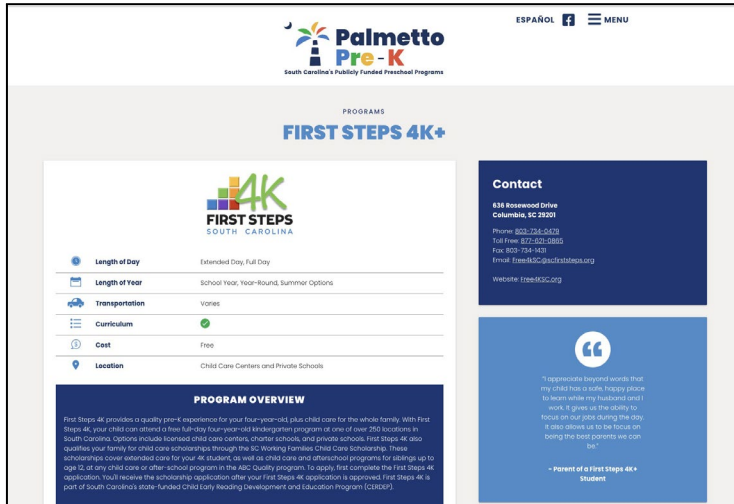 Palmetto
Pre-K
South Carolina's Publicly Funded Preschool Programs
ESPAÑOL
MENU
PROGRAMS
FIRST STEPS 4K+
4K
FIRST STEPS
SOUTH CAROLINA
Length of Day Extended Day, Full Day
Length of Year School Year, Year-Round, Summer Options
Transportation Varies
Curriculum
Cost Free
Location Child Care Centers and Private Schools
PROGRAM OVERVIEW
First Steps 4K provides a quality pre-K experience for your four-year-old, plus child care for the whole family. With First
Steps 4K, your child can attend a free full-day four-year-old kindergarten program at one of over 250 locations in
South Carolina. Options include licensed child care centers, charter schools, and private schools. First Steps 4K also
qualifies your family for child care scholarships through the SC Working Families Child Care Scholarship. These
scholarships cover extended care for your 4K student, as well as child care and afterschool programs for siblings up to
age 12, at any child care or after-school program in the ABC Quality program. To apply, first complete the First Steps 4K
application. You'll receive the scholarship application after your First Steps 4K application is approved. First Steps 4K is
part of South Carolina's state-funded Child Early Reading Development and Education Program (CERDEP).
Contact
636 Rosewood Drive
Columbia, SC 29201
Phone: 803-734-0479
Toll Free: 877-621-0865
Fax: 803-734-1431
Email: Free4kSC@scfirststeps.org
Website: Free4KSC.org
"I appreciate beyond words that
my child has a safe, happy place
to learn while my husband and I
work. It gives us the ability to
focus on our jobs during the day.
It also allows us to be focus on
being the best parents we can
be."
- Parent of a First Steps 4K+
Student